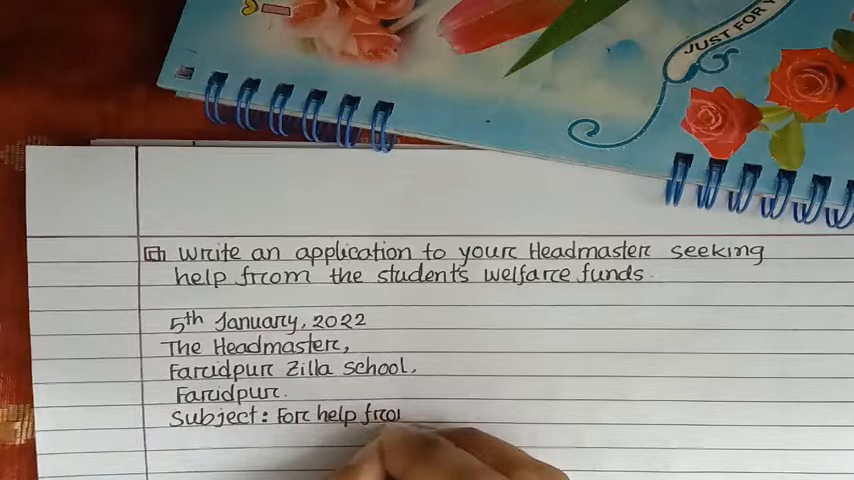 JUST FOR Y
Write an application to your Headmaster seeking
help from the student's welfare funds.
5th January, 2022
The Headmaster,
Faridpur Zilla School,
Faridpur.
Subject: For help fro